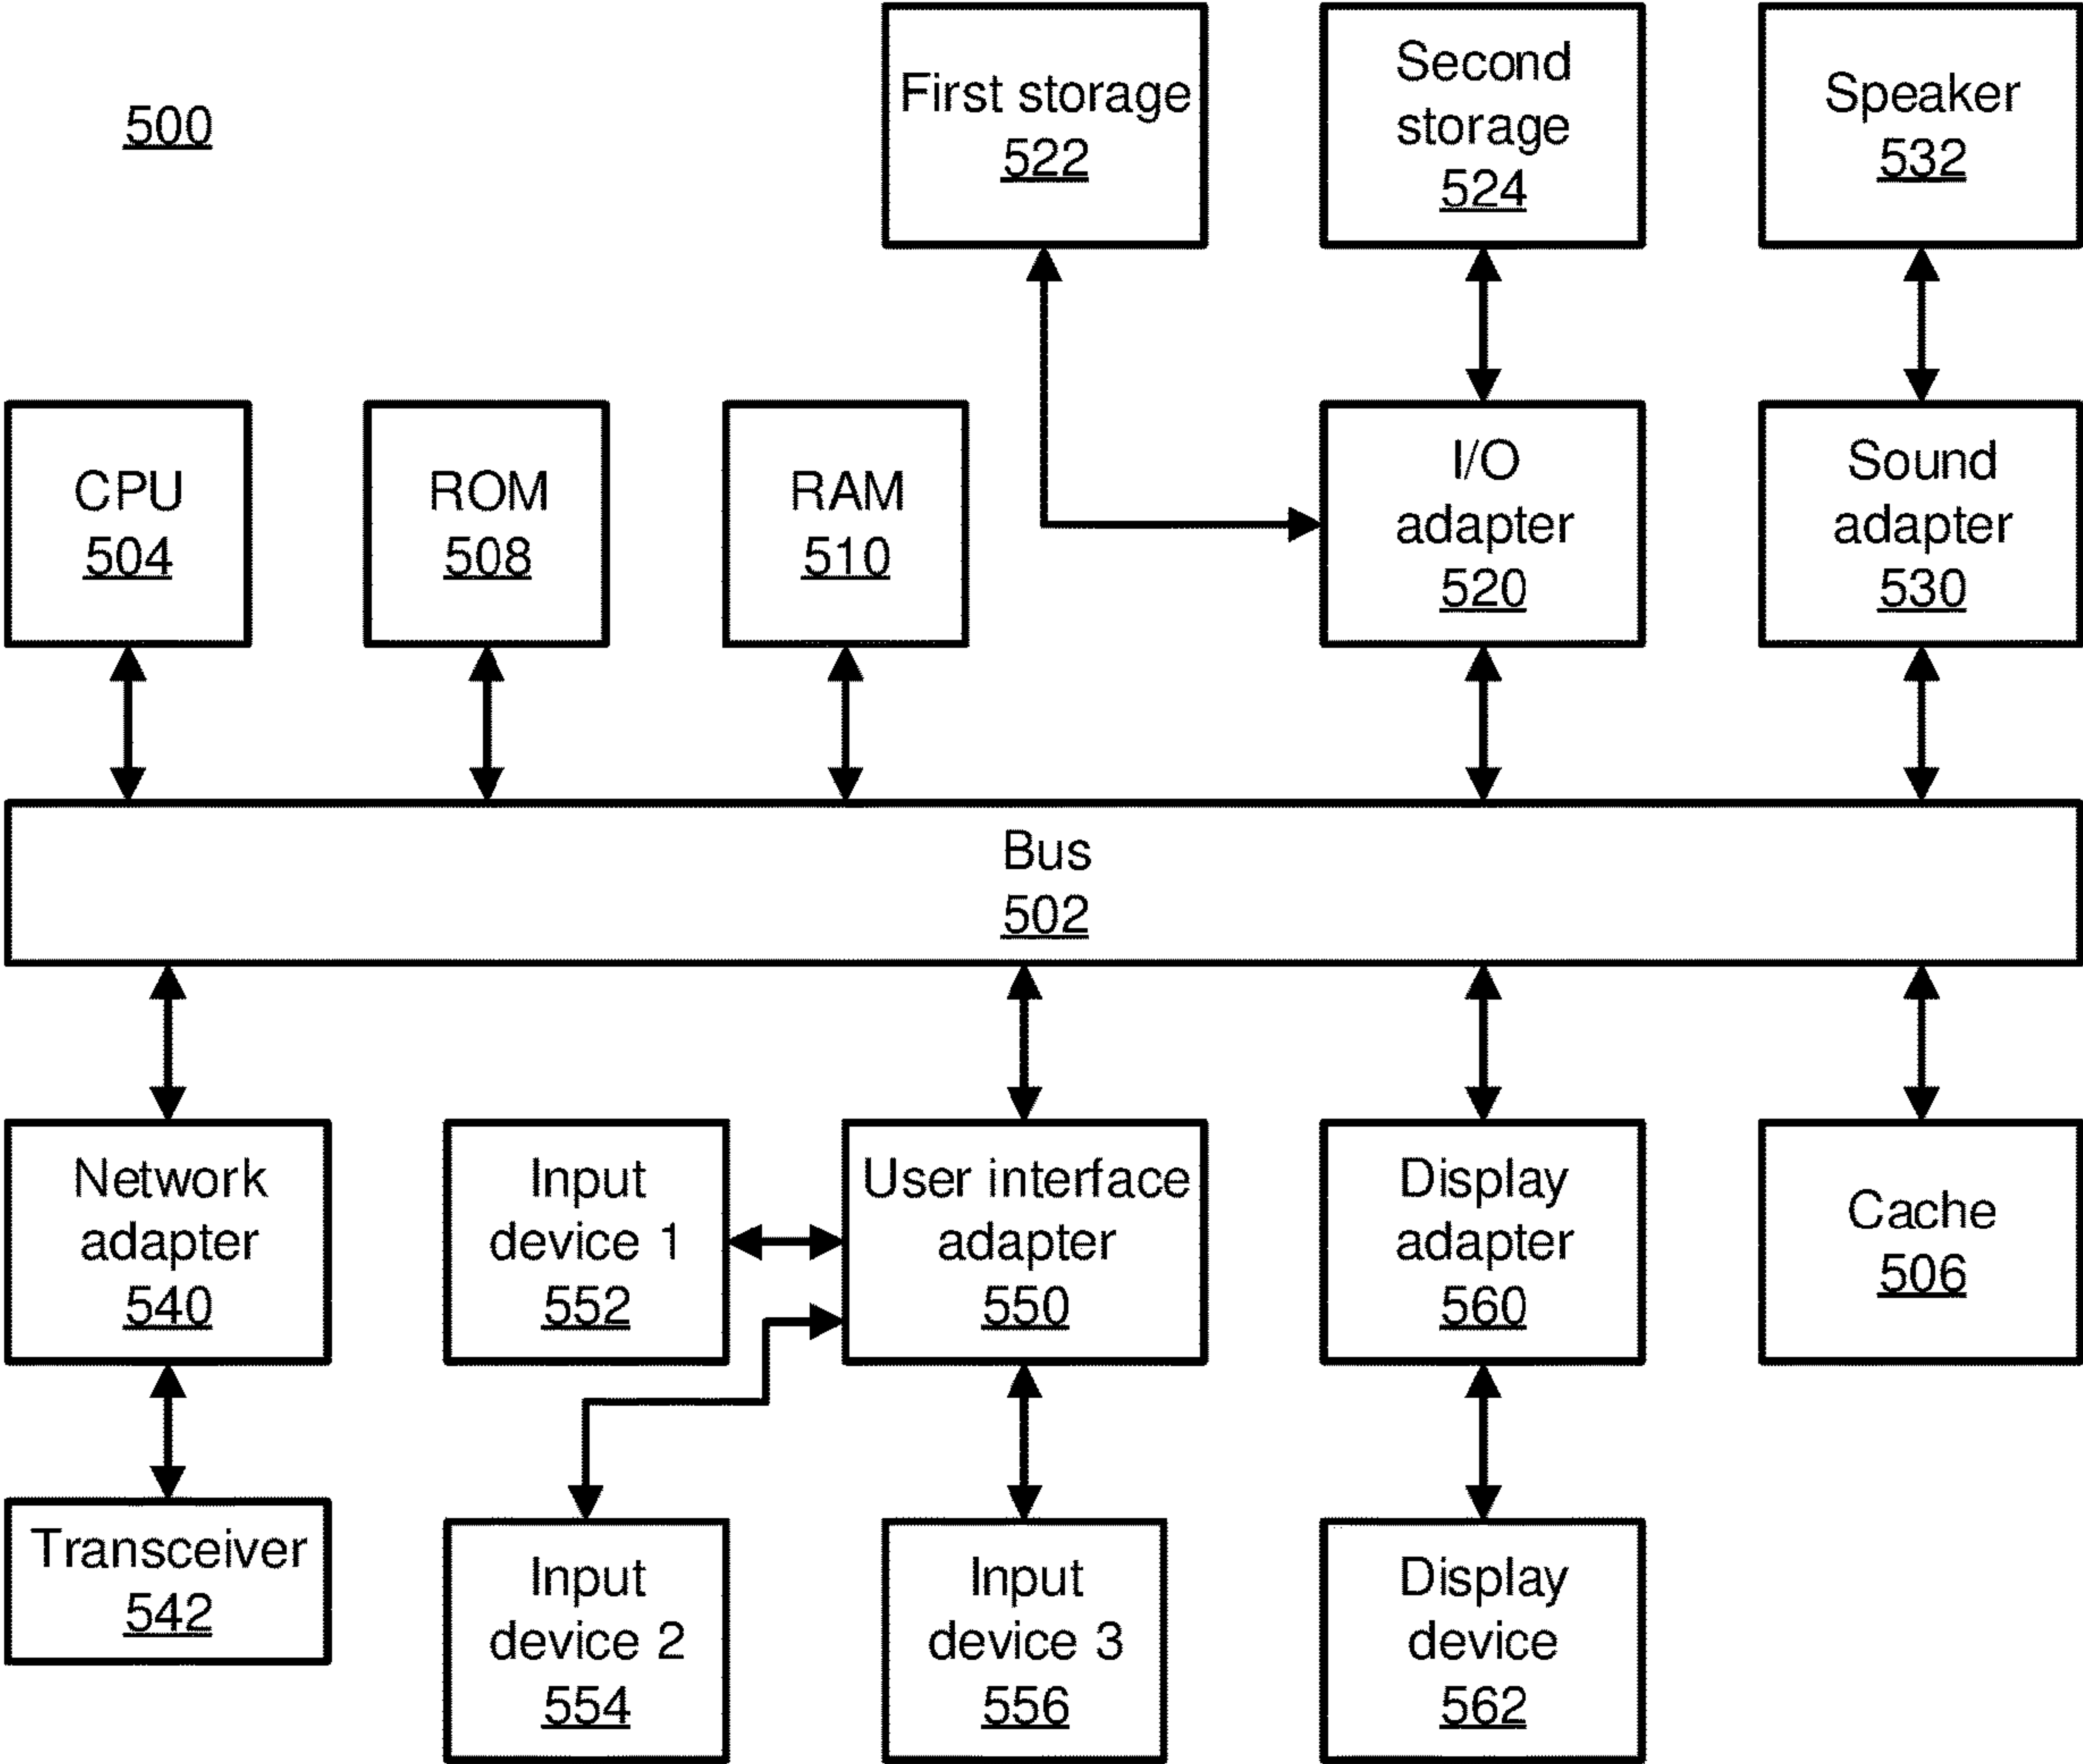 500
First storage
522
Second
storage
524
Speaker
532
CPU
504
ROM
508
RAM
510
I/O
adapter
520
Sound
adapter
530
Bus
502
Network
adapter
540
Input
device 1
552
User interface
adapter
550
Display
adapter
560
Cache
506
Transceiver
542
Input
device 2
554
Input
device 3
556
Display
device
562